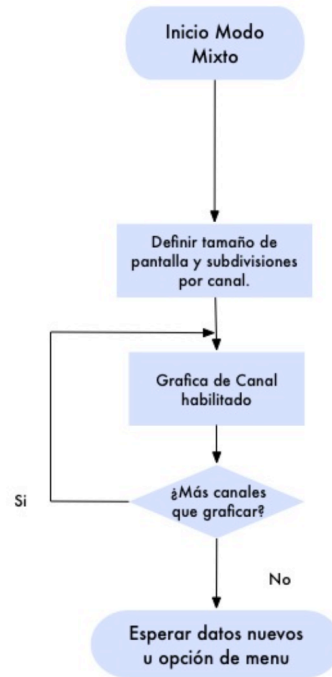 Inicio Modo
Mixto
Definir tamaño de
pantalla y subdivisiones
por canal.
Grafica de Canal
habilitado
¿Más canales
que graficar?
Si
No
Esperar datos nuevos
u opción de menu